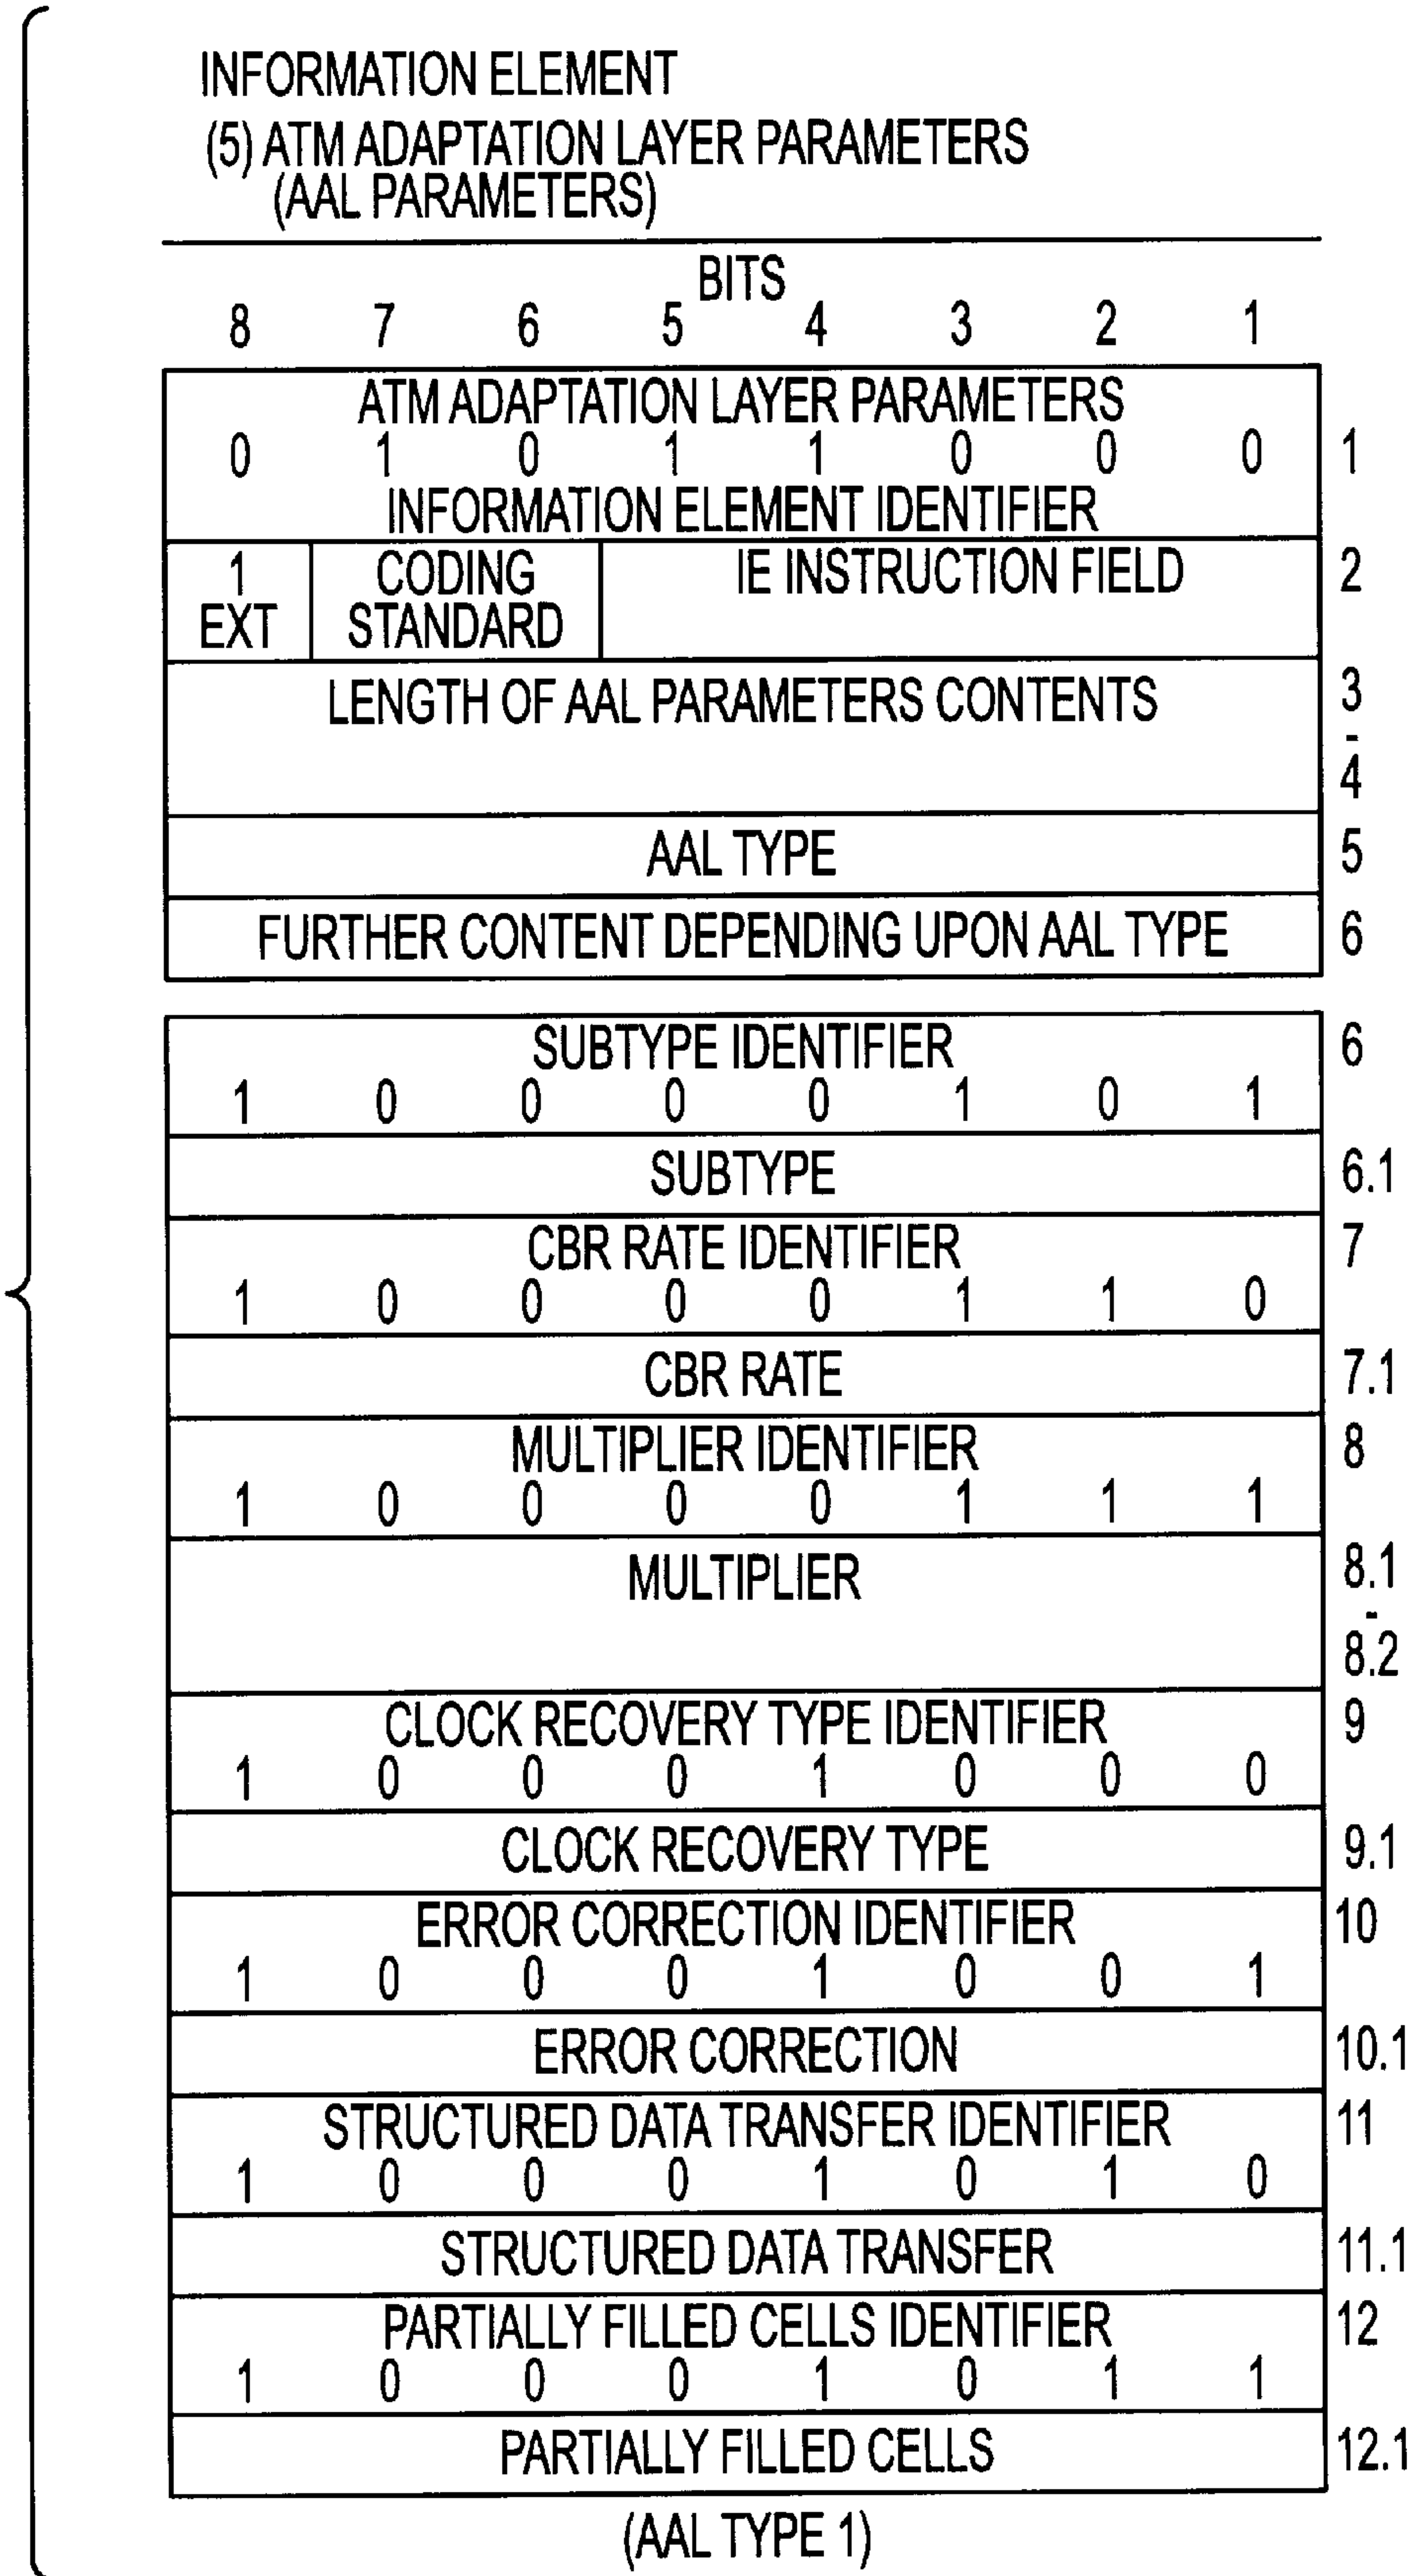 INFORMATION ELEMENT
(5) ATM ADAPTATION LAYER PARAMETERS
(AAL PARAMETERS)
BITS
8 7 6 5 4 3 2 1
ATM ADAPTATION LAYER PARAMETERS
0 1 0 1 1 0 0 0 1
INFORMATION ELEMENT IDENTIFIER
1 CODING IE INSTRUCTION FIELD 2
EXT STANDARD
LENGTH OF AAL PARAMETERS CONTENTS 3
-
4
AAL TYPE 5
FURTHER CONTENT DEPENDING UPON AAL TYPE 6
SUBTYPE IDENTIFIER 6
1 0 0 0 0 1 0 1
SUBTYPE 6.1
CBR RATE IDENTIFIER 7
1 0 0 0 0 1 1 0
CBR RATE 7.1
MULTIPLIER IDENTIFIER 8
1 0 0 0 0 1 1 1
MULTIPLIER 8.1
-
8.2
CLOCK RECOVERY TYPE IDENTIFIER 9
1 0 0 0 1 0 0 0
CLOCK RECOVERY TYPE 9.1
ERROR CORRECTION IDENTIFIER 10
1 0 0 0 1 0 0 1
ERROR CORRECTION 10.1
STRUCTURED DATA TRANSFER IDENTIFIER 11
1 0 0 0 1 0 1 0
STRUCTURED DATA TRANSFER 11.1
PARTIALLY FILLED CELLS IDENTIFIER 12
1 0 0 0 1 0 1 1
PARTIALLY FILLED CELLS 12.1
(AAL TYPE 1)